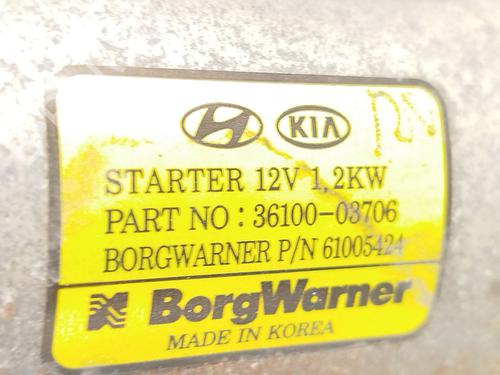 KIA
STARTER 12V 1,2KW
PART NO : 36100-03706
BORGWARNER P/N 61005424
BorgWarner
MADE IN KOREA